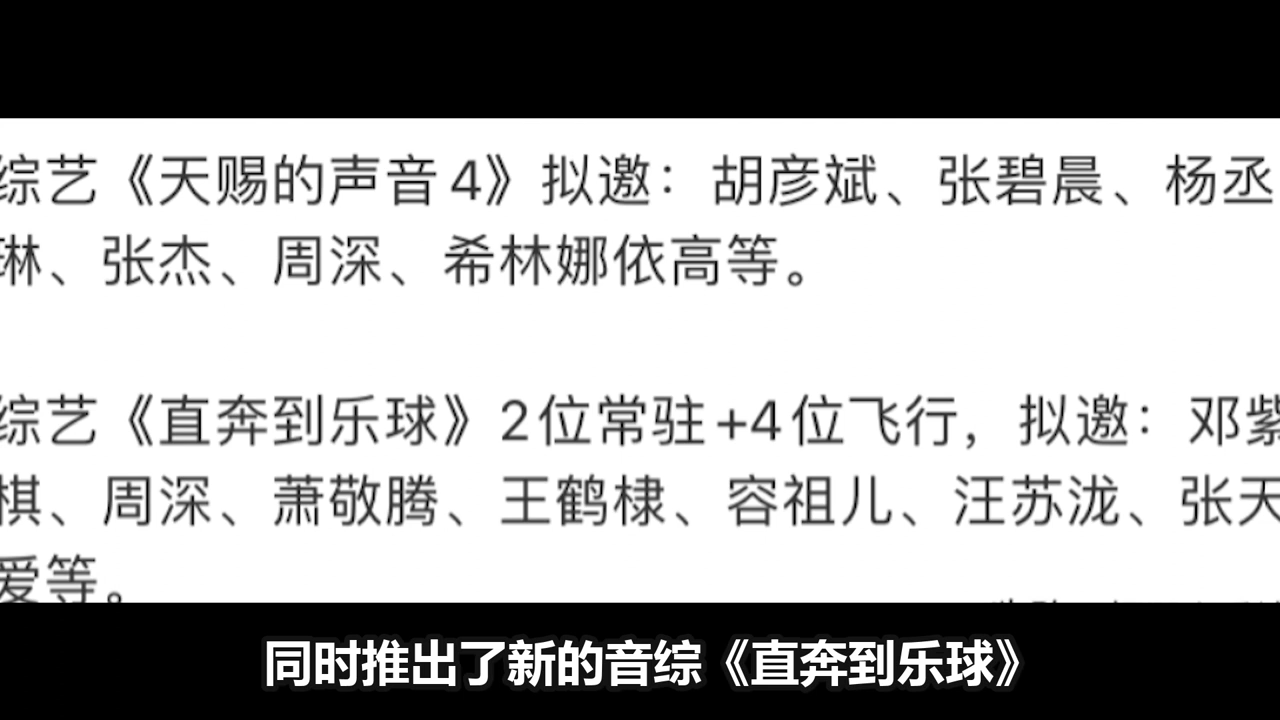 综艺《天赐的声音4》拟邀：胡彦斌、张碧晨、杨丞
琳、张杰、周深、希林娜依高等。
综艺《直奔到乐球》2位常驻+4位飞行，拟邀：邓紫
棋、周深、萧敬腾、王鹤棣、容祖儿、汪苏泷、张天
爱等。
同时推出了新的音综《直奔到乐球》